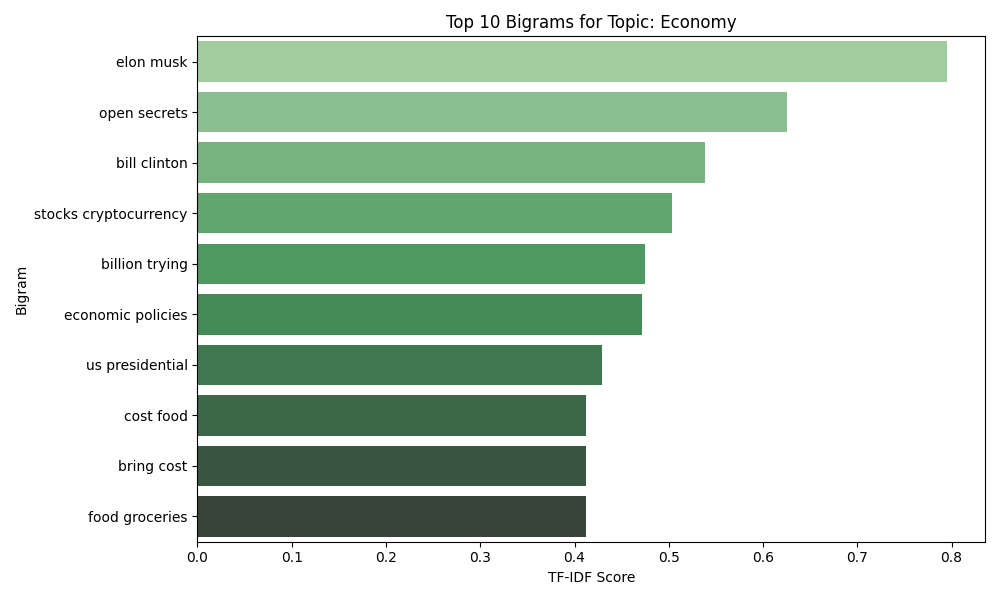 Top 10 Bigrams for Topic: Economy
Bigram
elon musk
open secrets
bill clinton
stocks cryptocurrency
billion trying
economic policies
us presidential
cost food
bring cost
food groceries
0.0 0.1 0.2 0.3 0.4 0.5 0.6 0.7 0.8
TF-IDF Score